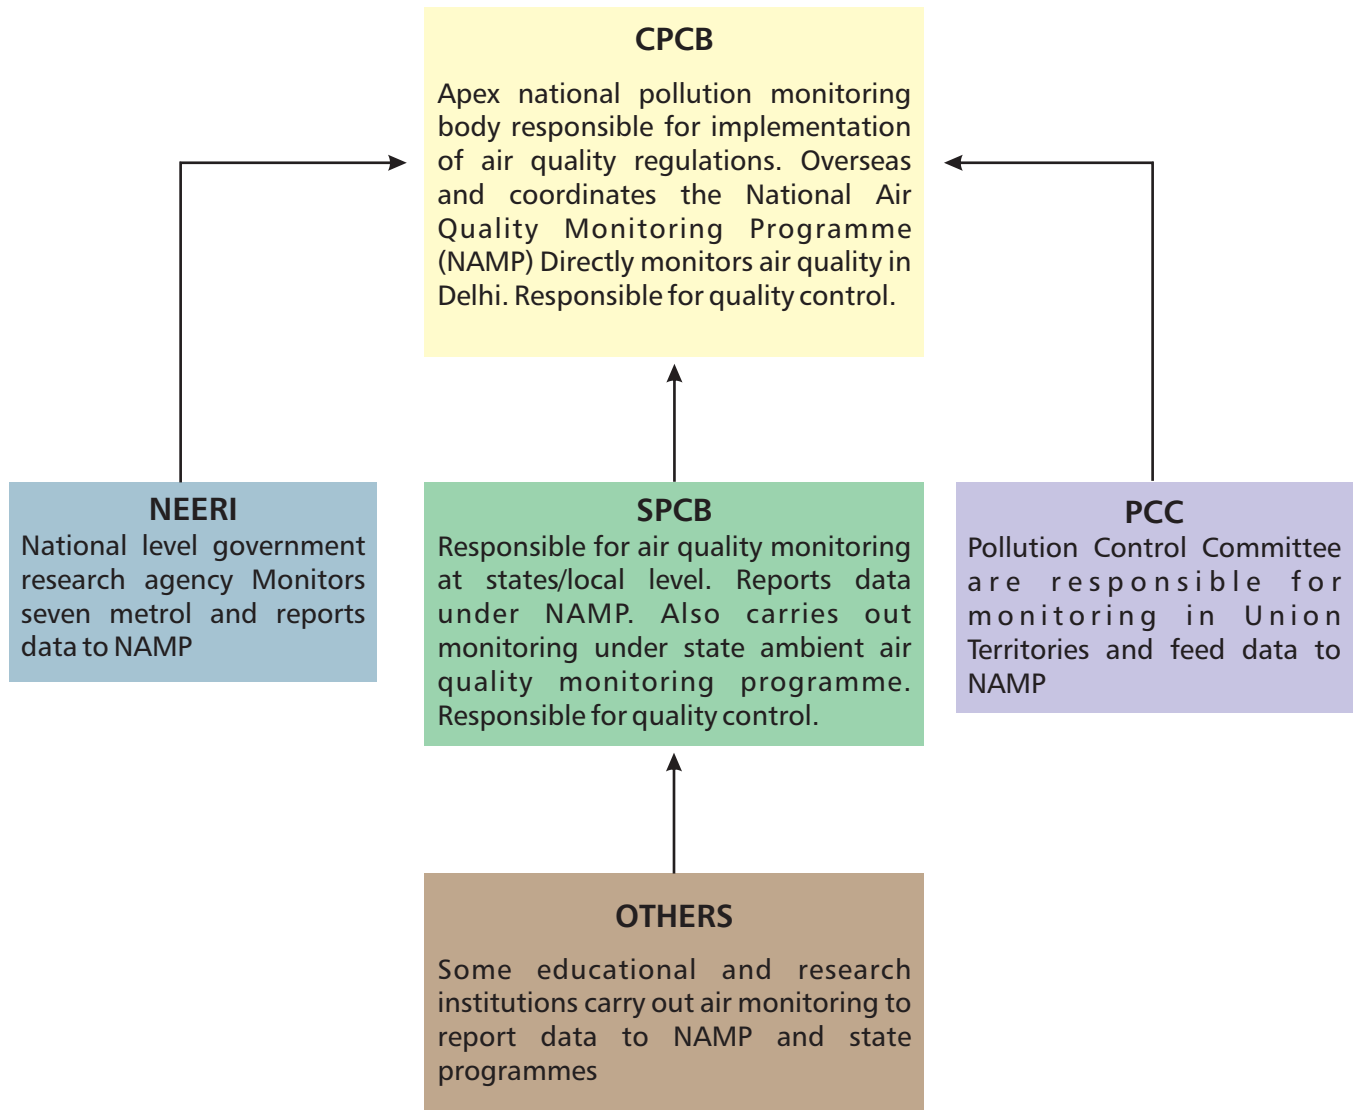 CPCB
Apex national pollution monitoring
body responsible for implementation
of air quality regulations. Overseas
and coordinates the National Air
Quality Monitoring Programme
(NAMP) Directly monitors air quality in
Delhi. Responsible for quality control.
NEERI
National level government
research agency Monitors
seven metrol and reports
data to NAMP
SPCB
Responsible for air quality monitoring
at states/local level. Reports data
under NAMP. Also carries out
monitoring under state ambient air
quality monitoring programme.
Responsible for quality control.
PCC
Pollution Control Committee
are responsible for
monitoring in Union
Territories and feed data to
NAMP
OTHERS
Some educational and research
institutions carry out air monitoring to
report data to NAMP and state
programmes